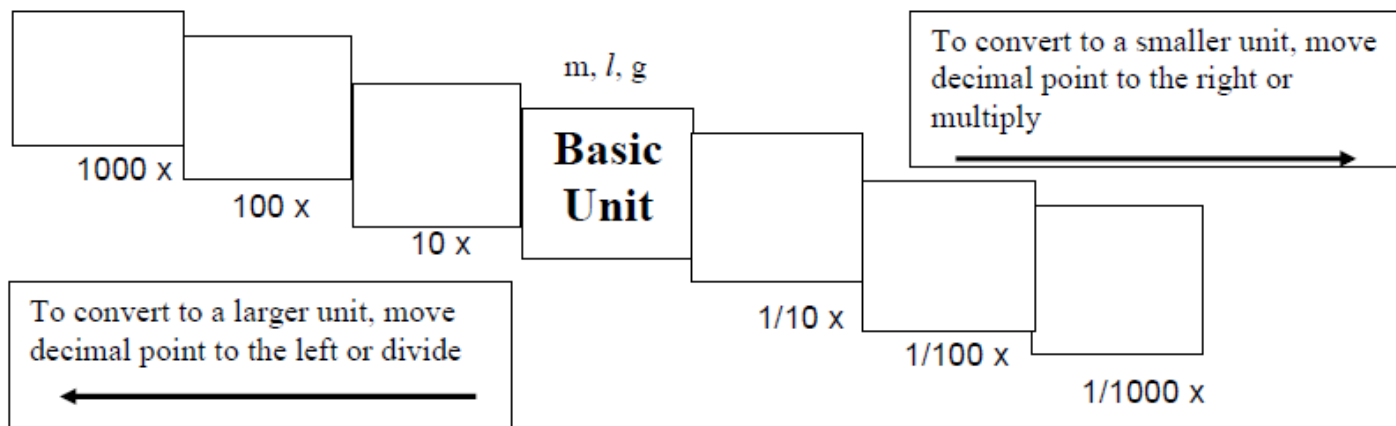 To convert to a smaller unit, move
decimal point to the right or
multiply
m, l, g
Basic
Unit
1000 x
100 x
10 x
1/10 x
1/100 x
1/1000 x
To convert to a larger unit, move
decimal point to the left or divide